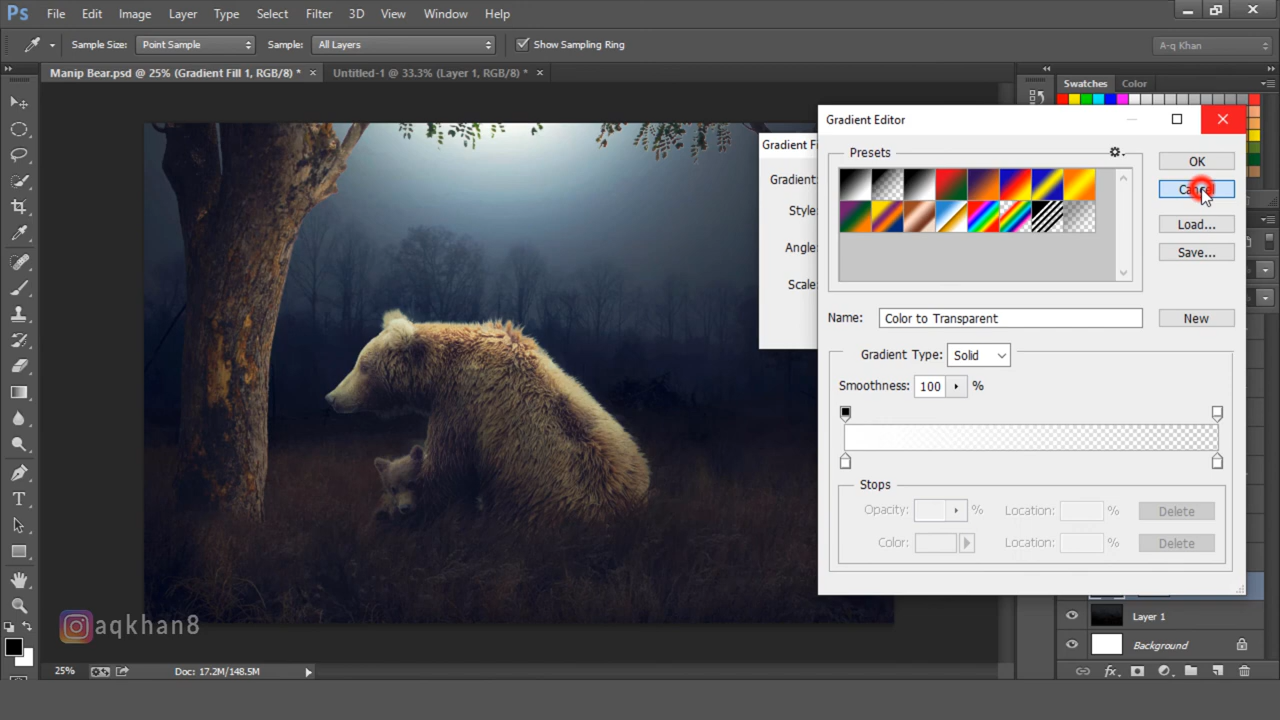 Ps File Edit Image Layer Type Select Filter 3D View Window Help
Sample Size: Point Sample Sample: All Layers Show Sampling Ring A-q Khan
Manip Bear.psd @ 25% (Gradient Fill 1, RGB/8) * × Untitled-1 @ 33.3% (Layer 1, RGB/8) * ×
Swatches Color
Gradient Editor
Gradient Fi
Gradient:
Style
Angle:
Scale:
Presets
OK
Cancel
Load...
Save...
Name: Color to Transparent New
Gradient Type: Solid
Smoothness: 100 %
Stops
Opacity: % Location: % Delete
Color: Location: % Delete
Layer 1
Background
aqkhan8
25% Doc: 17.2M/148.5M